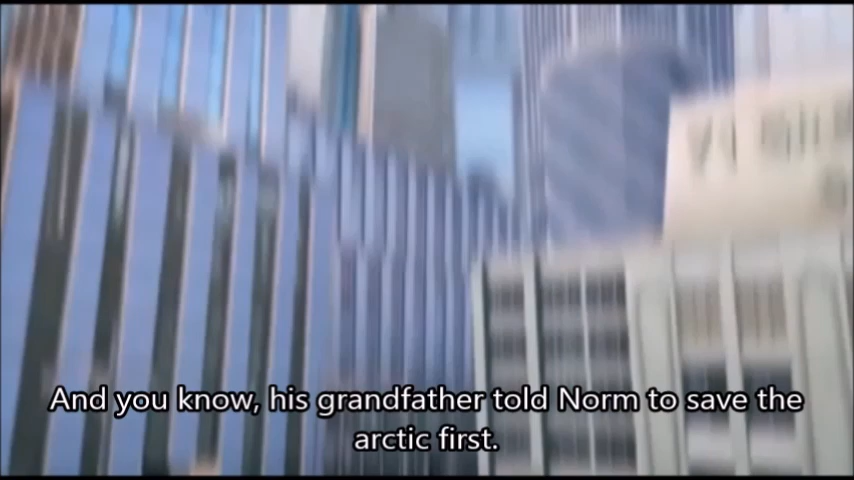 And you know, his grandfather told Norm to save the
arctic first.